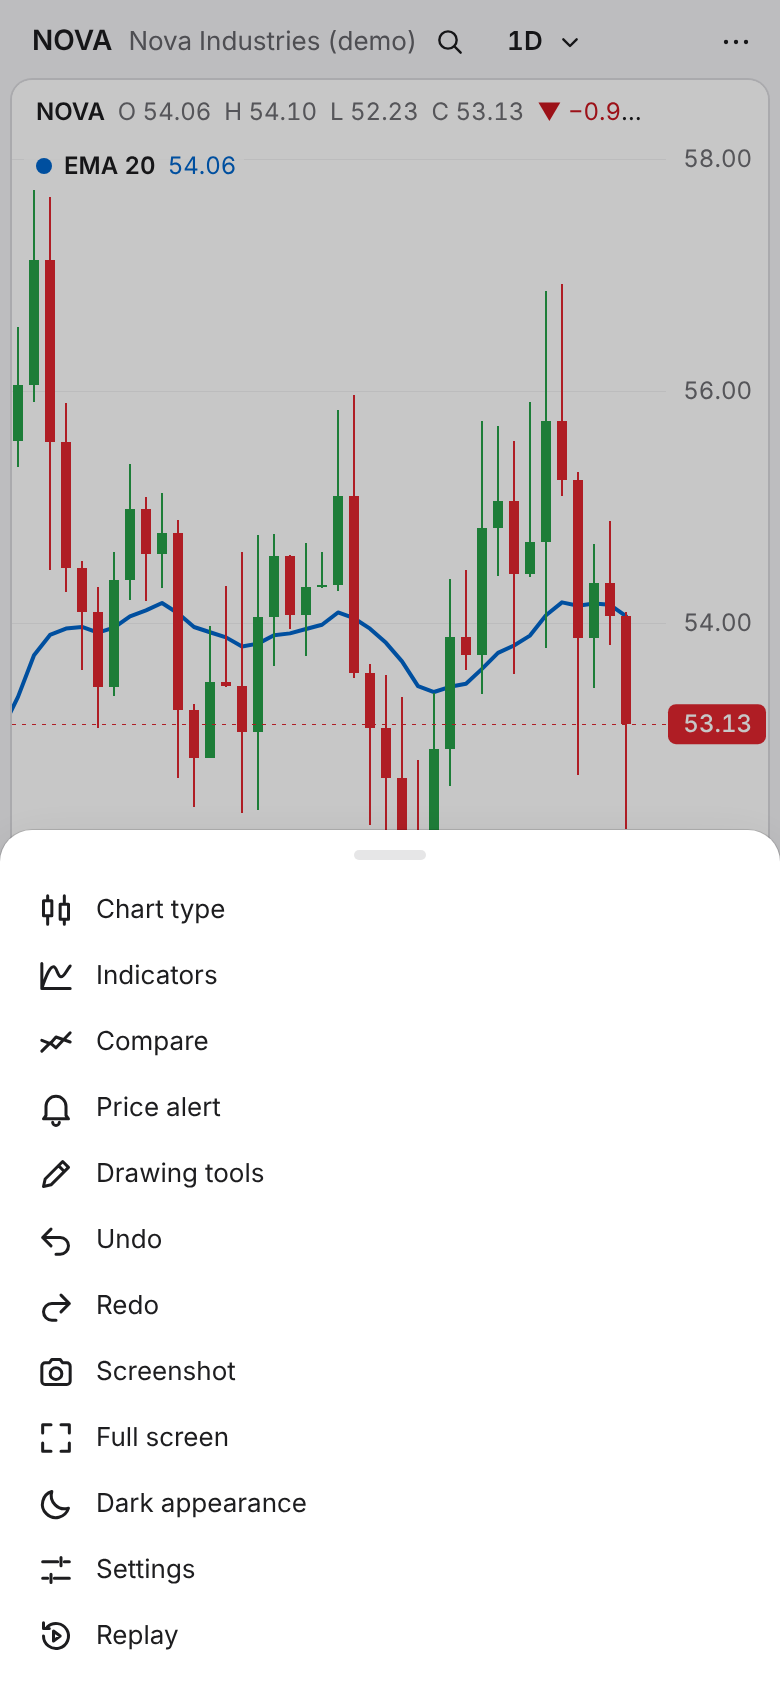 NOVA Nova Industries (demo) 1D
NOVA O 54.06 H 54.10 L 52.23 C 53.13 ▼ −0.9...
EMA 20 54.06
58.00
56.00
54.00
53.13
Chart type
Indicators
Compare
Price alert
Drawing tools
Undo
Redo
Screenshot
Full screen
Dark appearance
Settings
Replay